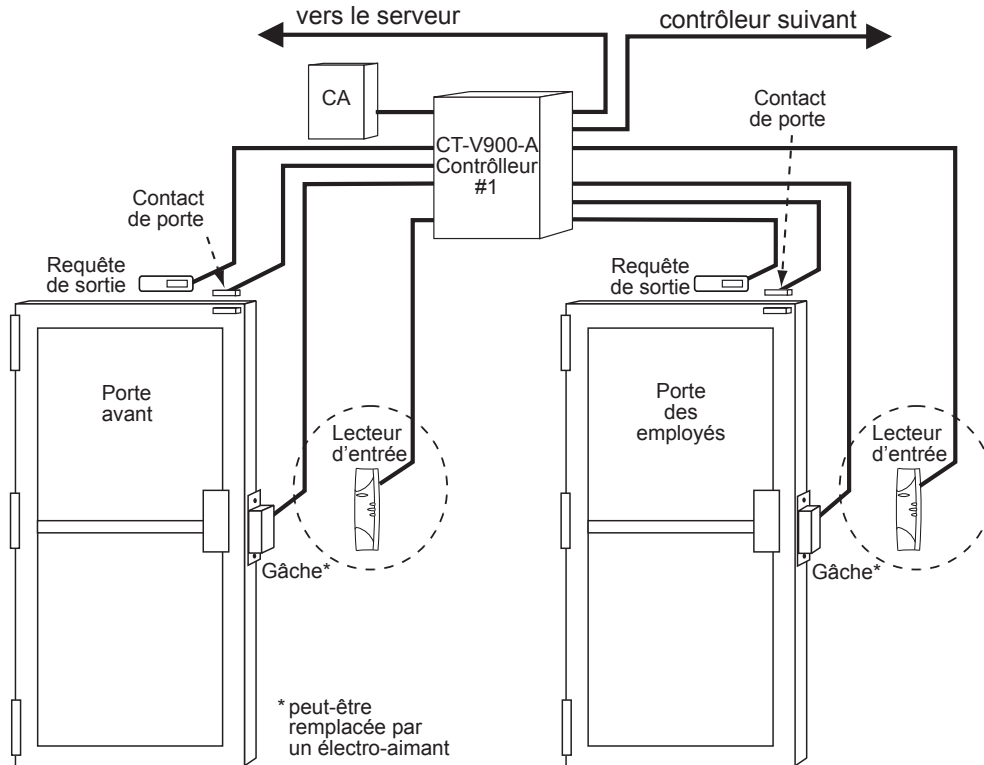 vers le serveur
contrôleur suivant
CA
CT-V900-A
Contrôlleur
#1
Contact
de porte
Contact
de porte
Requête
de sortie
Requête
de sortie
Porte
avant
Lecteur
d'entrée
Porte
des
employés
Lecteur
d'entrée
Gâche*
Gâche*
* peut-être
remplacée par
un électro-aimant